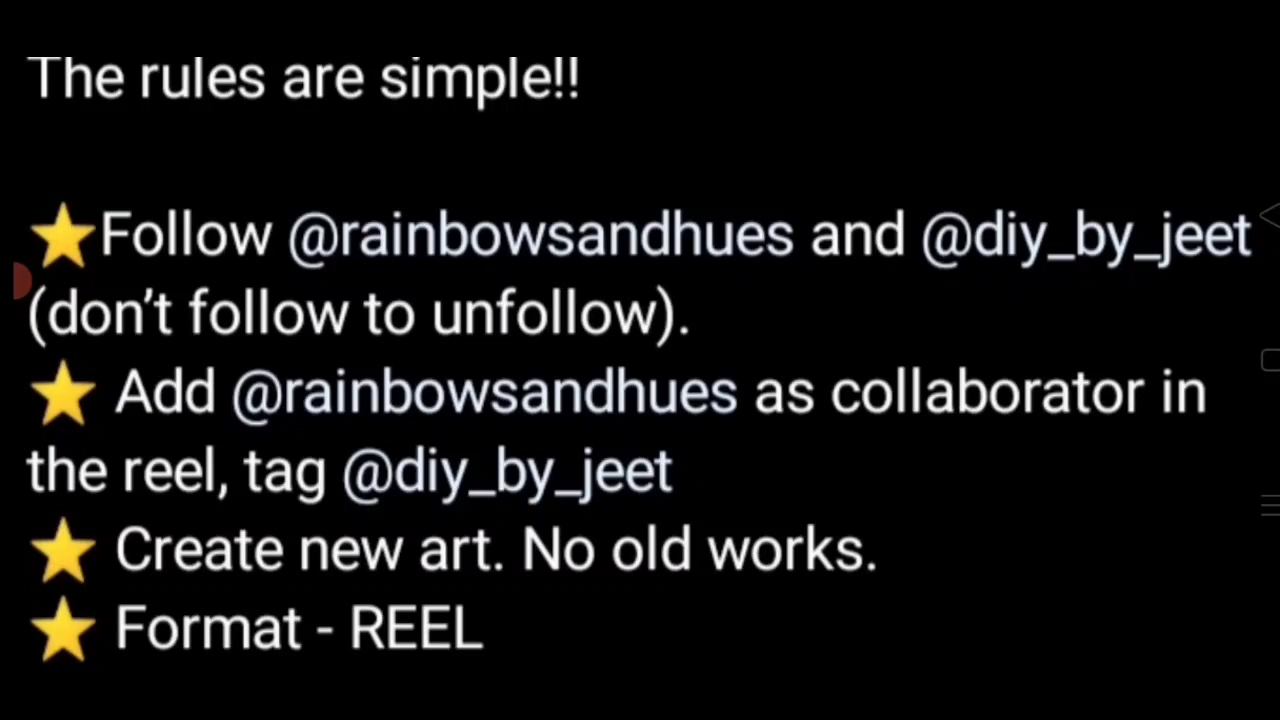 The rules are simple!!
⭐Follow @rainbowsandhues and @diy_by_jeet
(don’t follow to unfollow).
⭐ Add @rainbowsandhues as collaborator in
the reel, tag @diy_by_jeet
⭐ Create new art. No old works.
⭐ Format - REEL